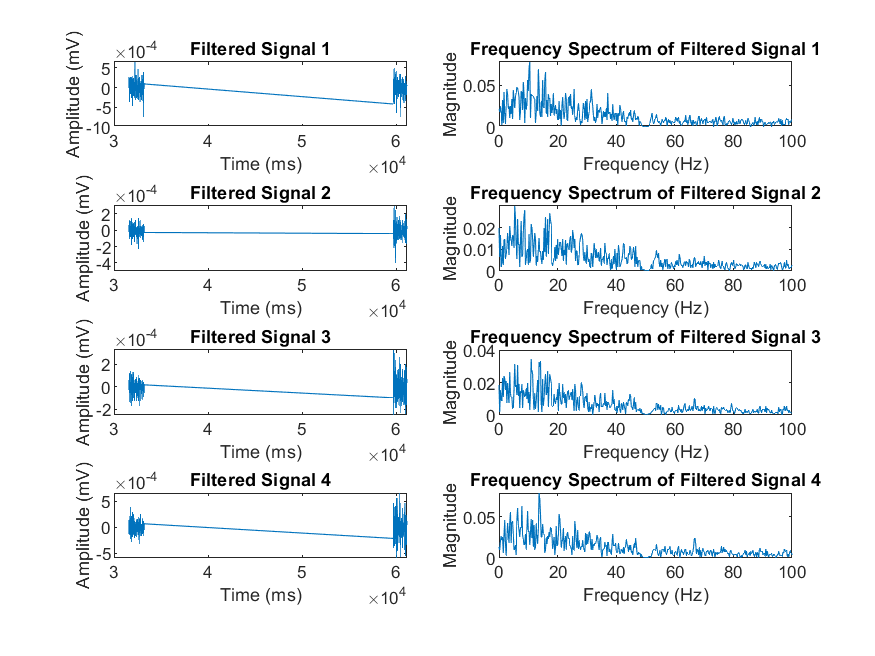 Filtered Signal 1
×10-4
Amplitude (mV)
5
0
-5
-10
3 4 5 6
Time (ms)
×104
Frequency Spectrum of Filtered Signal 1
Magnitude
0.05
0
0 20 40 60 80 100
Frequency (Hz)
Filtered Signal 2
×10-4
Amplitude (mV)
2
0
-2
-4
3 4 5 6
Time (ms)
×104
Frequency Spectrum of Filtered Signal 2
Magnitude
0.02
0.01
0
0 20 40 60 80 100
Frequency (Hz)
Filtered Signal 3
×10-4
Amplitude (mV)
2
0
-2
3 4 5 6
Time (ms)
×104
Frequency Spectrum of Filtered Signal 3
Magnitude
0.04
0.02
0
0 20 40 60 80 100
Frequency (Hz)
Filtered Signal 4
×10-4
Amplitude (mV)
5
0
-5
3 4 5 6
Time (ms)
×104
Frequency Spectrum of Filtered Signal 4
Magnitude
0.05
0
0 20 40 60 80 100
Frequency (Hz)